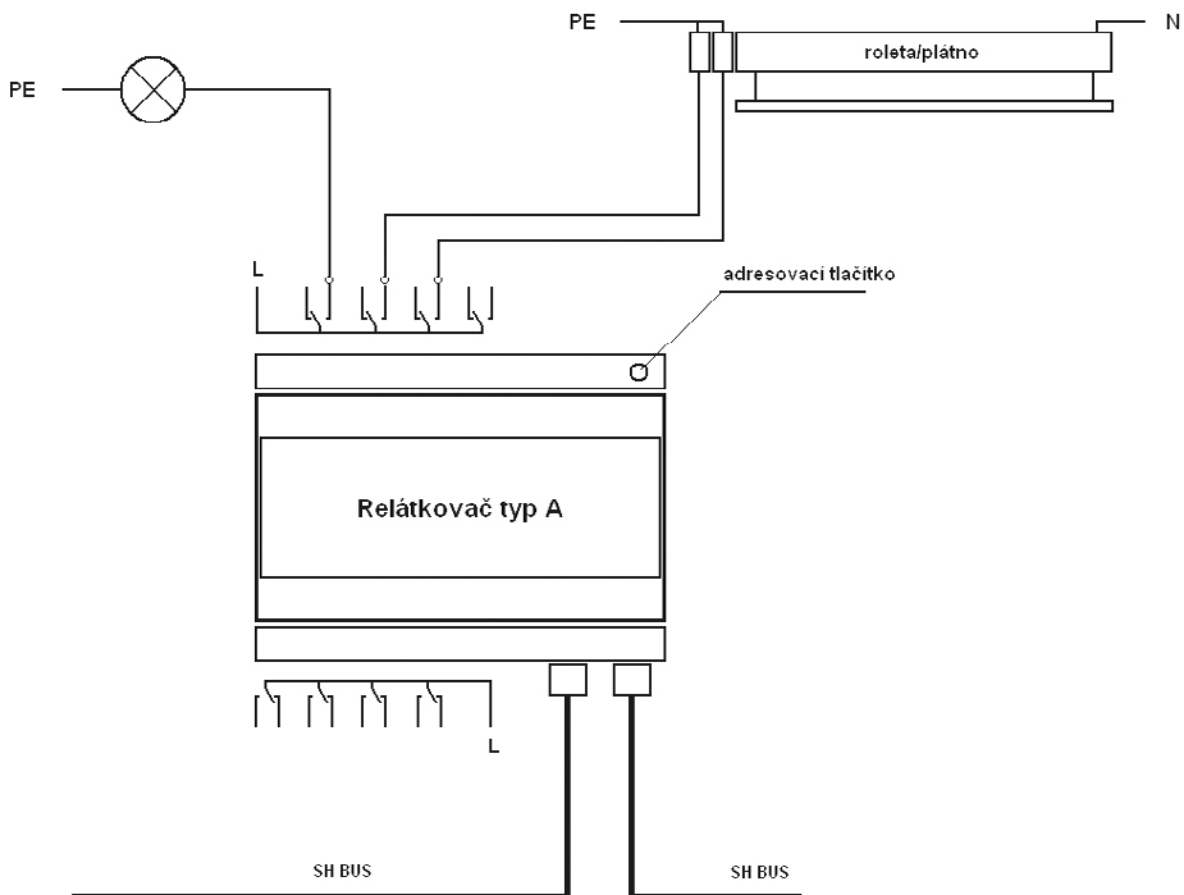 PE
N
roleta/plátno
PE
L
adresovací tlačítko
Relátkovač typ A
L
SH BUS
SH BUS